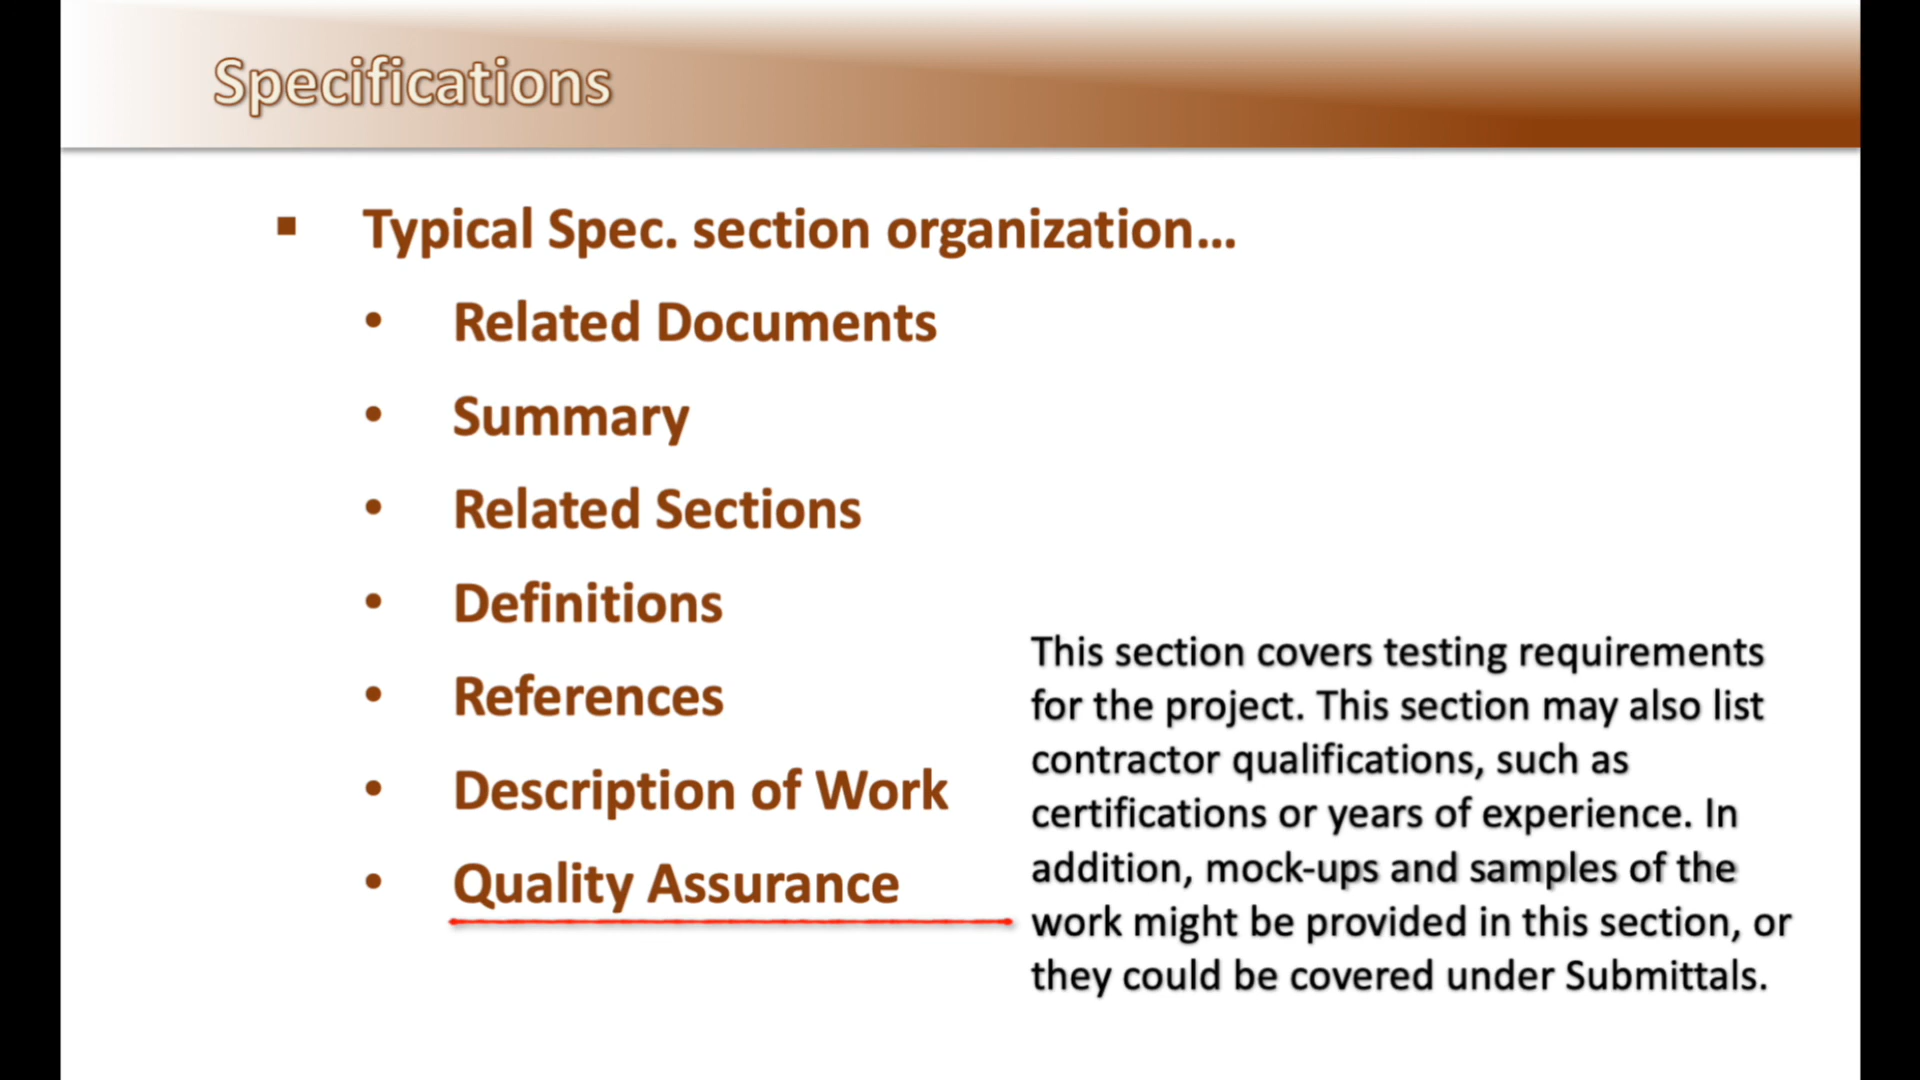 Specifications
▪ Typical Spec. section organization...
• Related Documents
• Summary
• Related Sections
• Definitions
• References
• Description of Work
• Quality Assurance
This section covers testing requirements
for the project. This section may also list
contractor qualifications, such as
certifications or years of experience. In
addition, mock-ups and samples of the
work might be provided in this section, or
they could be covered under Submittals.